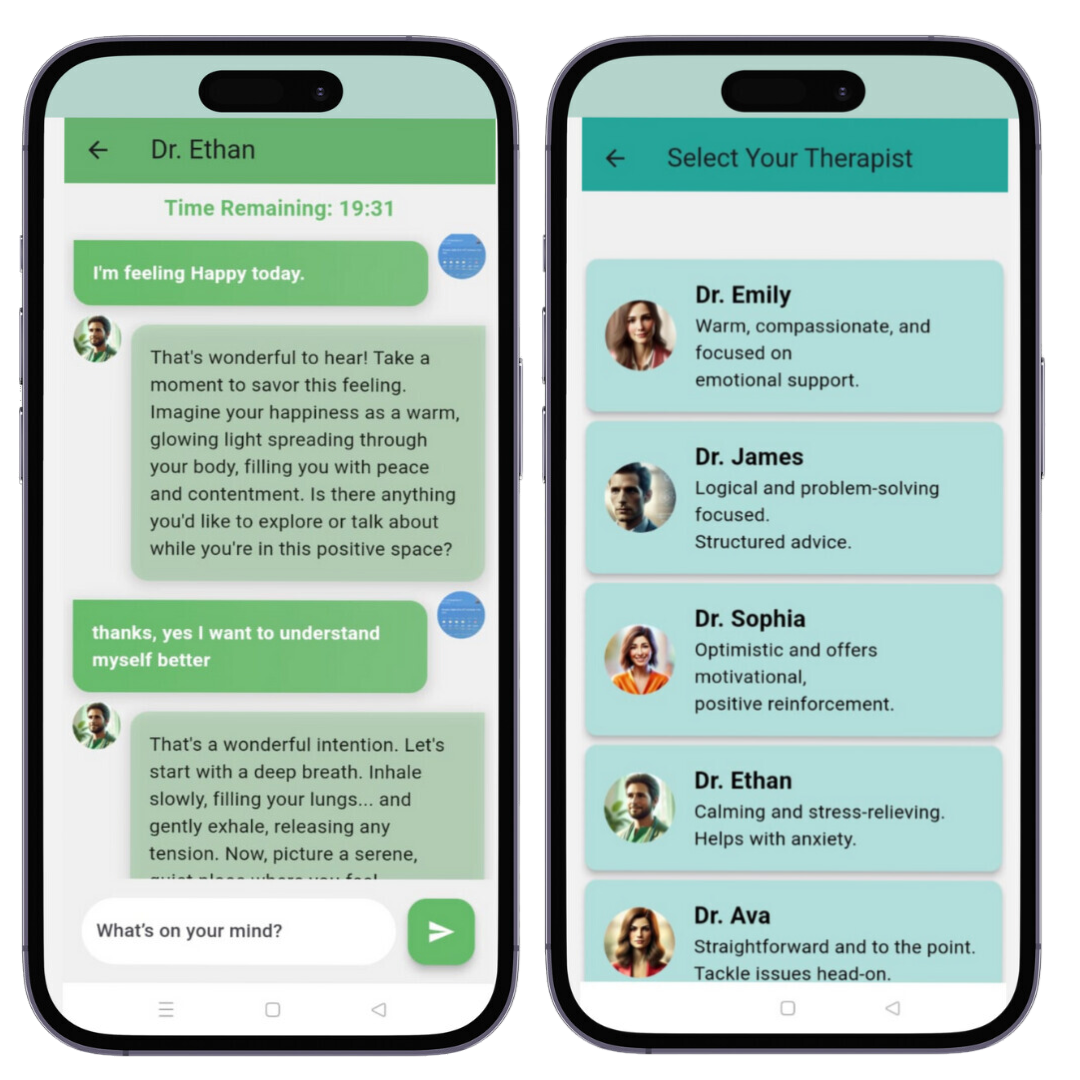 Dr. Ethan
Time Remaining: 19:31
I'm feeling Happy today.
That's wonderful to hear! Take a
moment to savor this feeling.
Imagine your happiness as a warm,
glowing light spreading through
your body, filling you with peace
and contentment. Is there anything
you'd like to explore or talk about
while you're in this positive space?
thanks, yes I want to understand
myself better
That's a wonderful intention. Let's
start with a deep breath. Inhale
slowly, filling your lungs... and
gently exhale, releasing any
tension. Now, picture a serene,
quiet place where you feel
What's on your mind?
Select Your Therapist
Dr. Emily
Warm, compassionate, and
focused on
emotional support.
Dr. James
Logical and problem-solving
focused.
Structured advice.
Dr. Sophia
Optimistic and offers
motivational,
positive reinforcement.
Dr. Ethan
Calming and stress-relieving.
Helps with anxiety.
Dr. Ava
Straightforward and to the point.
Tackle issues head-on.